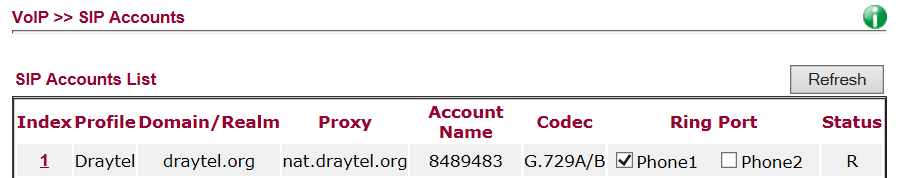 VoIP >> SIP Accounts
SIP Accounts List
Refresh
Index Profile Domain/Realm Proxy Account Name Codec Ring Port Status
1 Draytel draytel.org nat.draytel.org 8489483 G.729A/B Phone1 Phone2 R